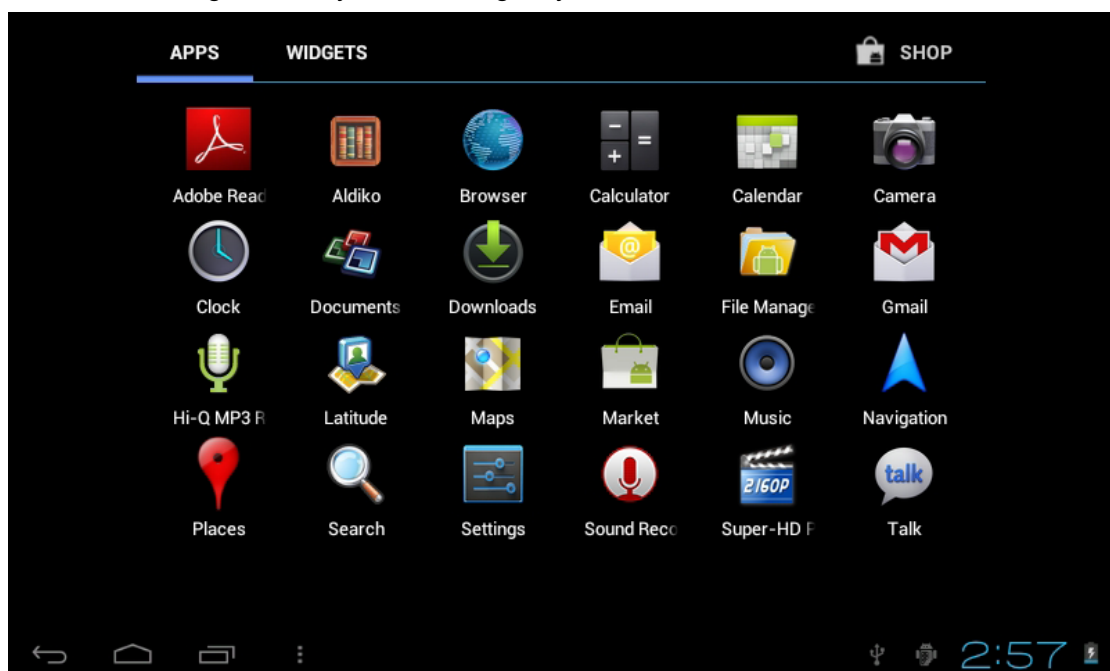 APPS WIDGETS SHOP
Adobe Read Aldiko Browser Calculator Calendar Camera
Clock Documents Downloads @ Email File Manage Gmail
Hi-Q MP3 R Latitude Maps Market Music Navigation
2160P talk
Places Search Settings Sound Reco Super-HD P Talk
2:57